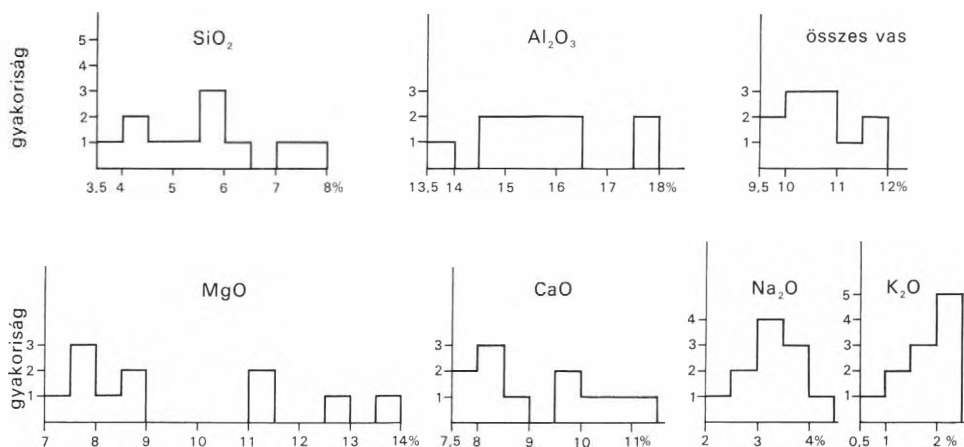 SiO₂
gyakoriság
5
4
3
2
1
3,5 4 5 6 7 8%
Al₂O₃
3
2
1
13,5 14 15 16 17 18%
összes vas
3
2
1
9,5 10 11 12%
MgO
gyakoriság
3
2
1
7 8 9 10 11 12 13 14%
CaO
3
2
1
7,5 8 9 10 11%
Na₂O
4
3
2
1
2 3 4%
K₂O
5
4
3
2
1
0,5 1 2 %